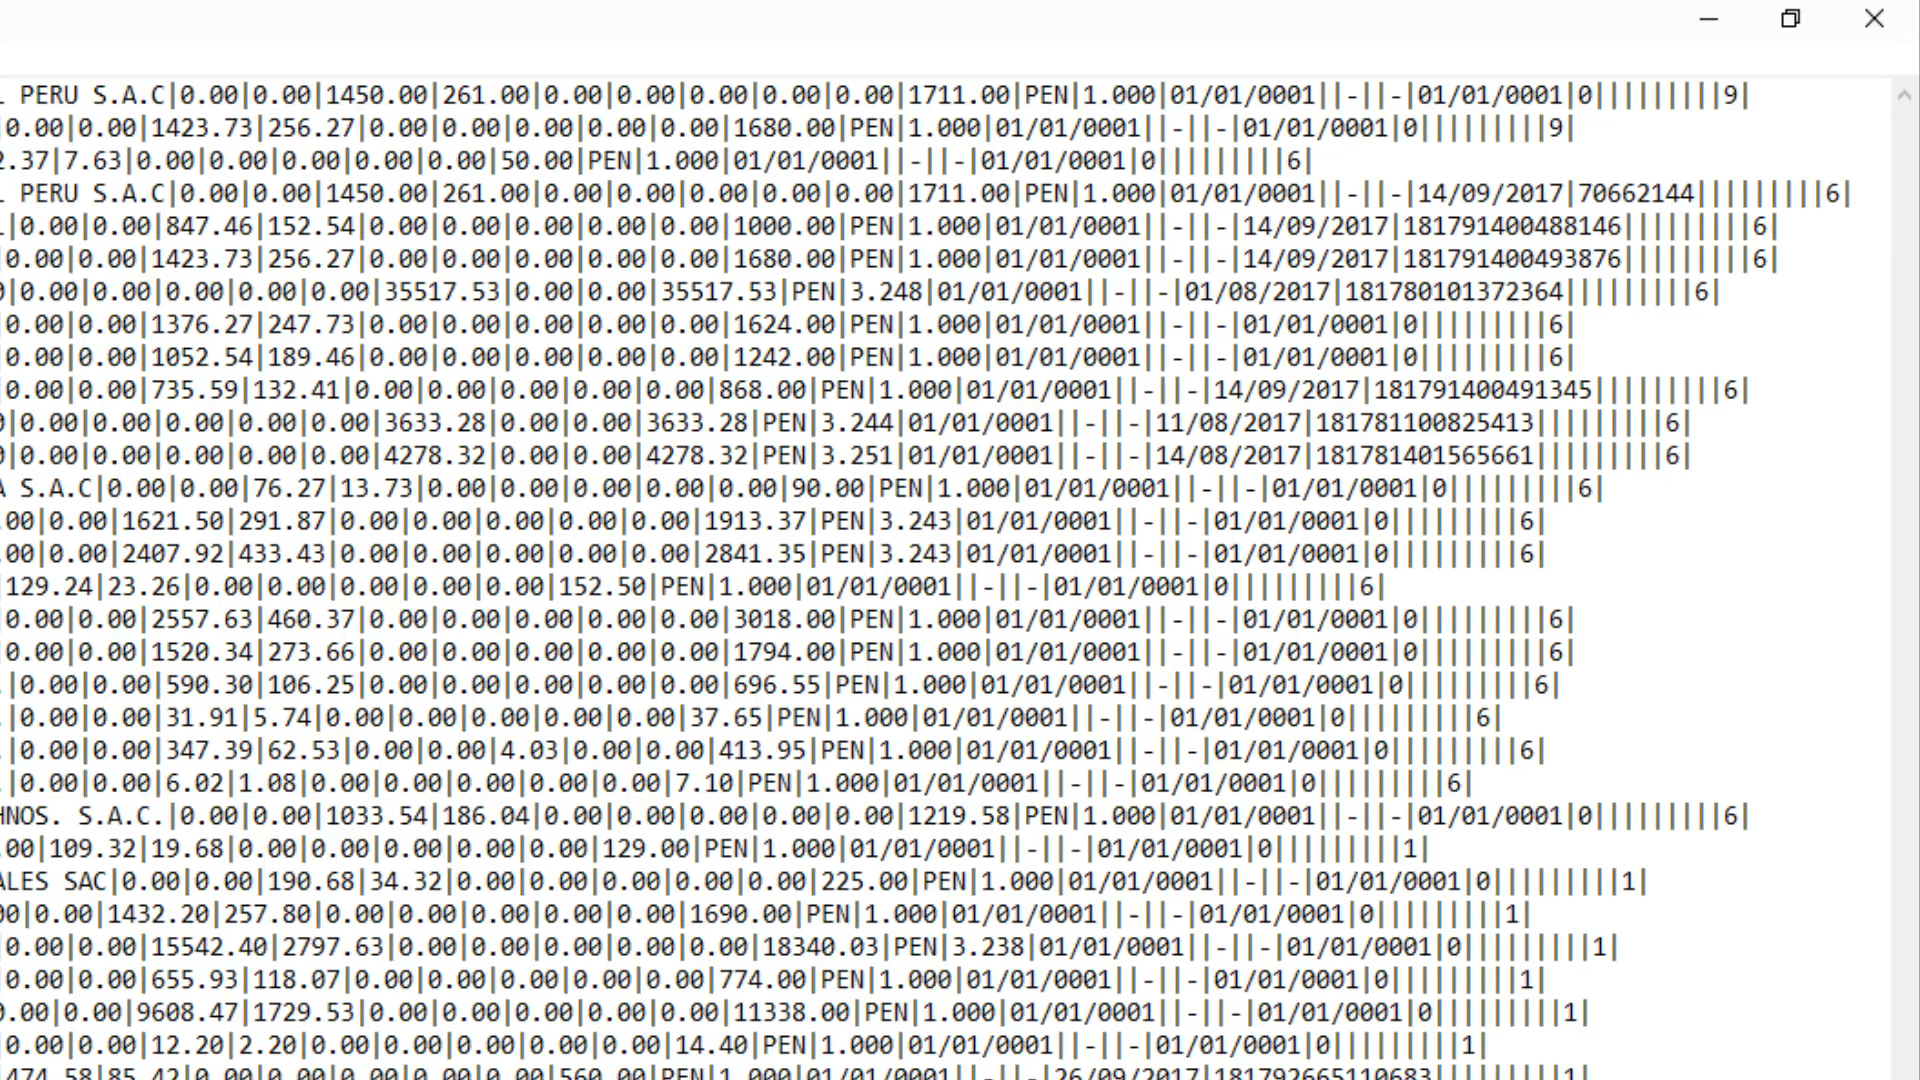 PERU S.A.C|0.00|0.00|1450.00|261.00|0.00|0.00|0.00|0.00|0.00|1711.00|PEN|1.000|01/01/0001||-||-|01/01/0001|0|||||||||9|
|0.00|0.00|1423.73|256.27|0.00|0.00|0.00|0.00|0.00|1680.00|PEN|1.000|01/01/0001||-||-|01/01/0001|0|||||||||9|
2.37|7.63|0.00|0.00|0.00|0.00|0.00|50.00|PEN|1.000|01/01/0001||-||-|01/01/0001|0|||||||||6|
PERU S.A.C|0.00|0.00|1450.00|261.00|0.00|0.00|0.00|0.00|0.00|1711.00|PEN|1.000|01/01/0001||-||-|14/09/2017|70662144|||||||||6|
|0.00|0.00|847.46|152.54|0.00|0.00|0.00|0.00|0.00|1000.00|PEN|1.000|01/01/0001||-||-|14/09/2017|181791400488146|||||||||6|
|0.00|0.00|1423.73|256.27|0.00|0.00|0.00|0.00|0.00|1680.00|PEN|1.000|01/01/0001||-||-|14/09/2017|181791400493876|||||||||6|
|0.00|0.00|0.00|0.00|0.00|35517.53|0.00|0.00|35517.53|PEN|3.248|01/01/0001||-||-|01/08/2017|181780101372364|||||||||6|
|0.00|0.00|1376.27|247.73|0.00|0.00|0.00|0.00|0.00|1624.00|PEN|1.000|01/01/0001||-||-|01/01/0001|0|||||||||6|
|0.00|0.00|1052.54|189.46|0.00|0.00|0.00|0.00|0.00|1242.00|PEN|1.000|01/01/0001||-||-|01/01/0001|0|||||||||6|
|0.00|0.00|735.59|132.41|0.00|0.00|0.00|0.00|0.00|868.00|PEN|1.000|01/01/0001||-||-|14/09/2017|181791400491345|||||||||6|
|0.00|0.00|0.00|0.00|0.00|3633.28|0.00|0.00|3633.28|PEN|3.244|01/01/0001||-||-|11/08/2017|181781100825413|||||||||6|
|0.00|0.00|0.00|0.00|0.00|4278.32|0.00|0.00|4278.32|PEN|3.251|01/01/0001||-||-|14/08/2017|181781401565661|||||||||6|
A S.A.C|0.00|0.00|76.27|13.73|0.00|0.00|0.00|0.00|0.00|90.00|PEN|1.000|01/01/0001||-||-|01/01/0001|0|||||||||6|
.00|0.00|1621.50|291.87|0.00|0.00|0.00|0.00|0.00|1913.37|PEN|3.243|01/01/0001||-||-|01/01/0001|0|||||||||6|
00|0.00|2407.92|433.43|0.00|0.00|0.00|0.00|0.00|2841.35|PEN|3.243|01/01/0001||-||-|01/01/0001|0|||||||||6|
|129.24|23.26|0.00|0.00|0.00|0.00|0.00|152.50|PEN|1.000|01/01/0001||-||-|01/01/0001|0|||||||||6|
|0.00|0.00|2557.63|460.37|0.00|0.00|0.00|0.00|0.00|3018.00|PEN|1.000|01/01/0001||-||-|01/01/0001|0|||||||||6|
|0.00|0.00|1520.34|273.66|0.00|0.00|0.00|0.00|0.00|1794.00|PEN|1.000|01/01/0001||-||-|01/01/0001|0|||||||||6|
|0.00|0.00|590.30|106.25|0.00|0.00|0.00|0.00|0.00|696.55|PEN|1.000|01/01/0001||-||-|01/01/0001|0|||||||||6|
|0.00|0.00|31.91|5.74|0.00|0.00|0.00|0.00|0.00|37.65|PEN|1.000|01/01/0001||-||-|01/01/0001|0|||||||||6|
|0.00|0.00|347.39|62.53|0.00|0.00|4.03|0.00|0.00|413.95|PEN|1.000|01/01/0001||-||-|01/01/0001|0|||||||||6|
|0.00|0.00|6.02|1.08|0.00|0.00|0.00|0.00|0.00|7.10|PEN|1.000|01/01/0001||-||-|01/01/0001|0|||||||||6|
HNOS. S.A.C.|0.00|0.00|1033.54|186.04|0.00|0.00|0.00|0.00|0.00|1219.58|PEN|1.000|01/01/0001||-||-|01/01/0001|0|||||||||6|
00|109.32|19.68|0.00|0.00|0.00|0.00|0.00|129.00|PEN|1.000|01/01/0001||-||-|01/01/0001|0|||||||||1|
ALES SAC|0.00|0.00|190.68|34.32|0.00|0.00|0.00|0.00|0.00|225.00|PEN|1.000|01/01/0001||-||-|01/01/0001|0|||||||||1|
00|0.00|1432.20|257.80|0.00|0.00|0.00|0.00|0.00|1690.00|PEN|1.000|01/01/0001||-||-|01/01/0001|0|||||||||1|
|0.00|0.00|15542.40|2797.63|0.00|0.00|0.00|0.00|0.00|18340.03|PEN|3.238|01/01/0001||-||-|01/01/0001|0|||||||||1|
|0.00|0.00|655.93|118.07|0.00|0.00|0.00|0.00|0.00|774.00|PEN|1.000|01/01/0001||-||-|01/01/0001|0|||||||||1|
0.00|0.00|9608.47|1729.53|0.00|0.00|0.00|0.00|0.00|11338.00|PEN|1.000|01/01/0001||-||-|01/01/0001|0|||||||||1|
|0.00|0.00|12.20|2.20|0.00|0.00|0.00|0.00|0.00|14.40|PEN|1.000|01/01/0001||-||-|01/01/0001|0|||||||||1|
|474.58|85.42|0.00|0.00|0.00|0.00|0.00|560.00|PEN|1.000|01/01/0001||-||-|26/09/2017|181792665110683|||||||||1|